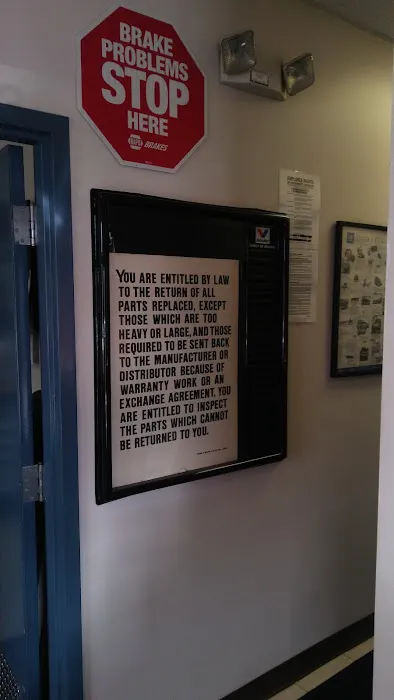 BRAKE
PROBLEMS
STOP
HERE
NAPA BRAKES
YOU ARE ENTITLED BY LAW
TO THE RETURN OF ALL
PARTS REPLACED, EXCEPT
THOSE WHICH ARE TOO
HEAVY OR LARGE, AND THOSE
REQUIRED TO BE SENT BACK
TO THE MANUFACTURER OR
DISTRIBUTOR BECAUSE OF
WARRANTY WORK OR AN
EXCHANGE AGREEMENT. YOU
ARE ENTITLED TO INSPECT
THE PARTS WHICH CANNOT
BE RETURNED TO YOU.